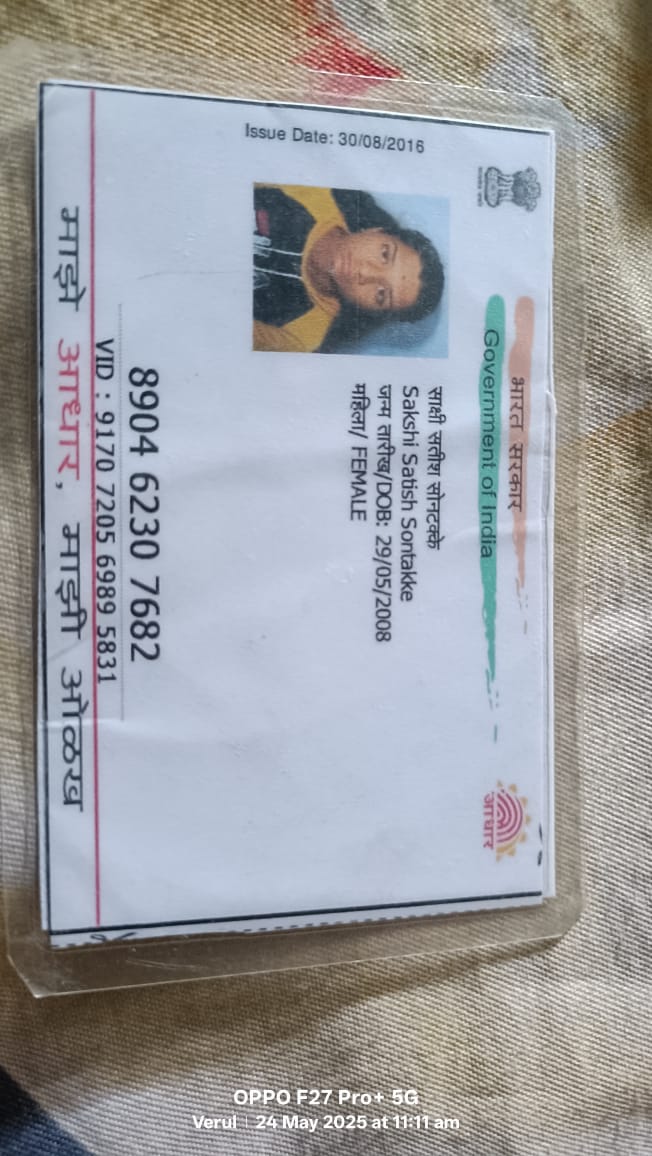 Issue Date: 30/08/2016
भारत सरकार
Government of India
आधार
साक्षी सतीश सोनटक्के
Sakshi Satish Sontakke
जन्म तारीख/DOB: 29/05/2008
महिला/ FEMALE
8904 6230 7682
VID : 9170 7205 6989 5831
माझे आधार, माझी ओळख
OPPO F27 Pro+ 5G
Verul | 24 May 2025 at 11:11 am